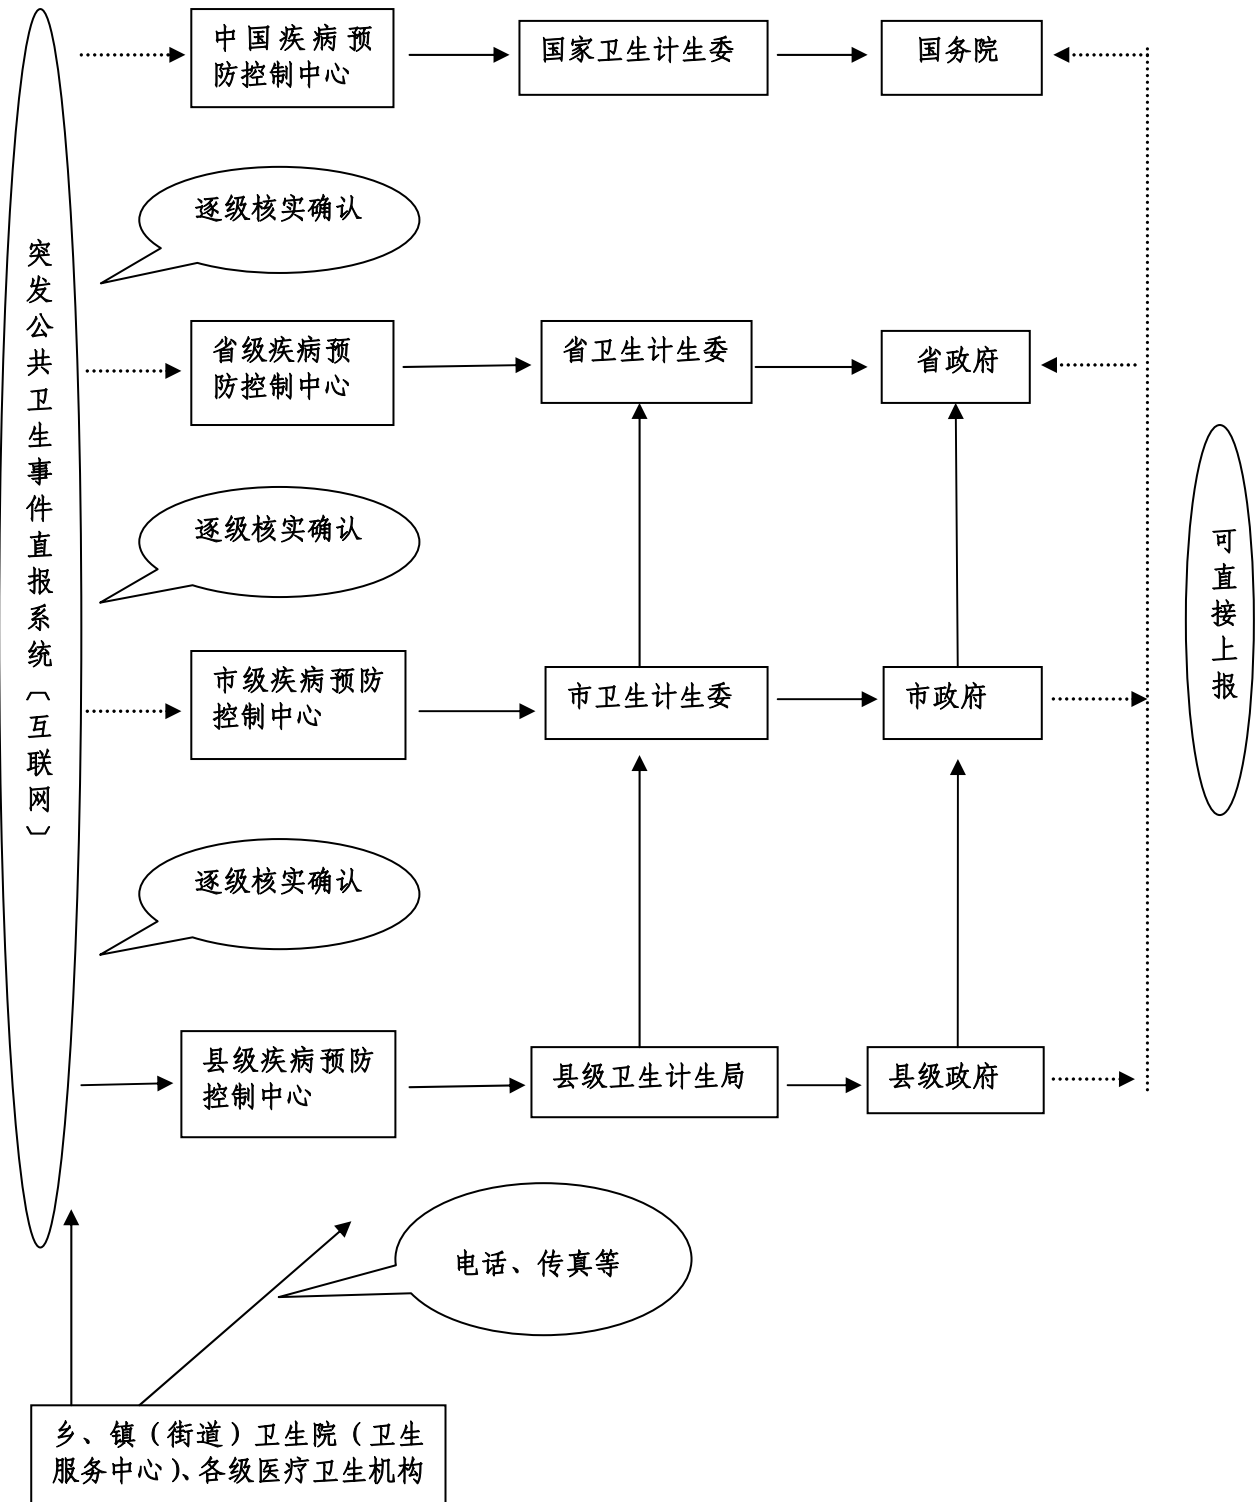 中国疾病预
防控制中心
国家卫生计生委
国务院
逐级核实确认
突发公共卫生事件直报系统〔互联网〕
省级疾病预
防控制中心
省卫生计生委
省政府
逐级核实确认
可直接上报
市级疾病预防
控制中心
市卫生计生委
市政府
逐级核实确认
县级疾病预防
控制中心
县级卫生计生局
县级政府
电话、传真等
乡、镇（街道）卫生院（卫生
服务中心）、各级医疗卫生机构